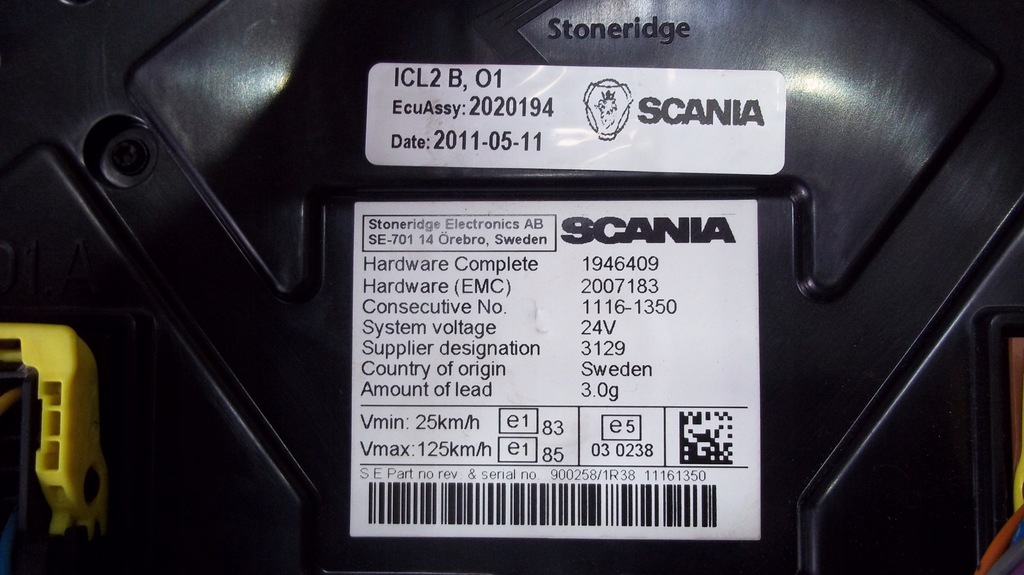 Stoneridge
ICL2 B, O1
EcuAssy: 2020194
SCANIA
Date: 2011-05-11
Stoneridge Electronics AB
SE-701 14 Örebro, Sweden
SCANIA
Hardware Complete 1946409
Hardware (EMC) 2007183
Consecutive No. 1116-1350
System voltage 24V
Supplier designation 3129
Country of origin Sweden
Amount of lead 3.0g
Vmin: 25km/h e1 83 e5
Vmax:125km/h e1 85 03 0238
S E Part no rev. & serial no. 900258/1R38 11161350
01.A